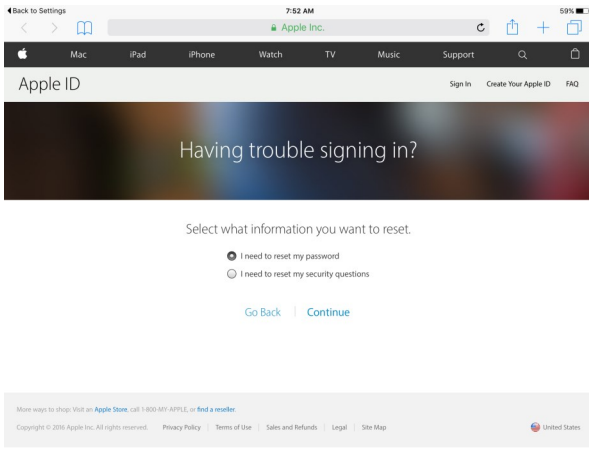 Back to Settings 7:52 AM 59%
Apple Inc.
Mac iPad iPhone Watch TV Music Support
Apple ID Sign In Create Your Apple ID FAQ
Having trouble signing in?
Select what information you want to reset.
I need to reset my password
I need to reset my security questions
Go Back Continue
More ways to shop: Visit an Apple Store, call 1-800-MY-APPLE, or find a reseller.
Copyright © 2016 Apple Inc. All rights reserved. Privacy Policy Terms of Use Sales and Refunds Legal Site Map United States